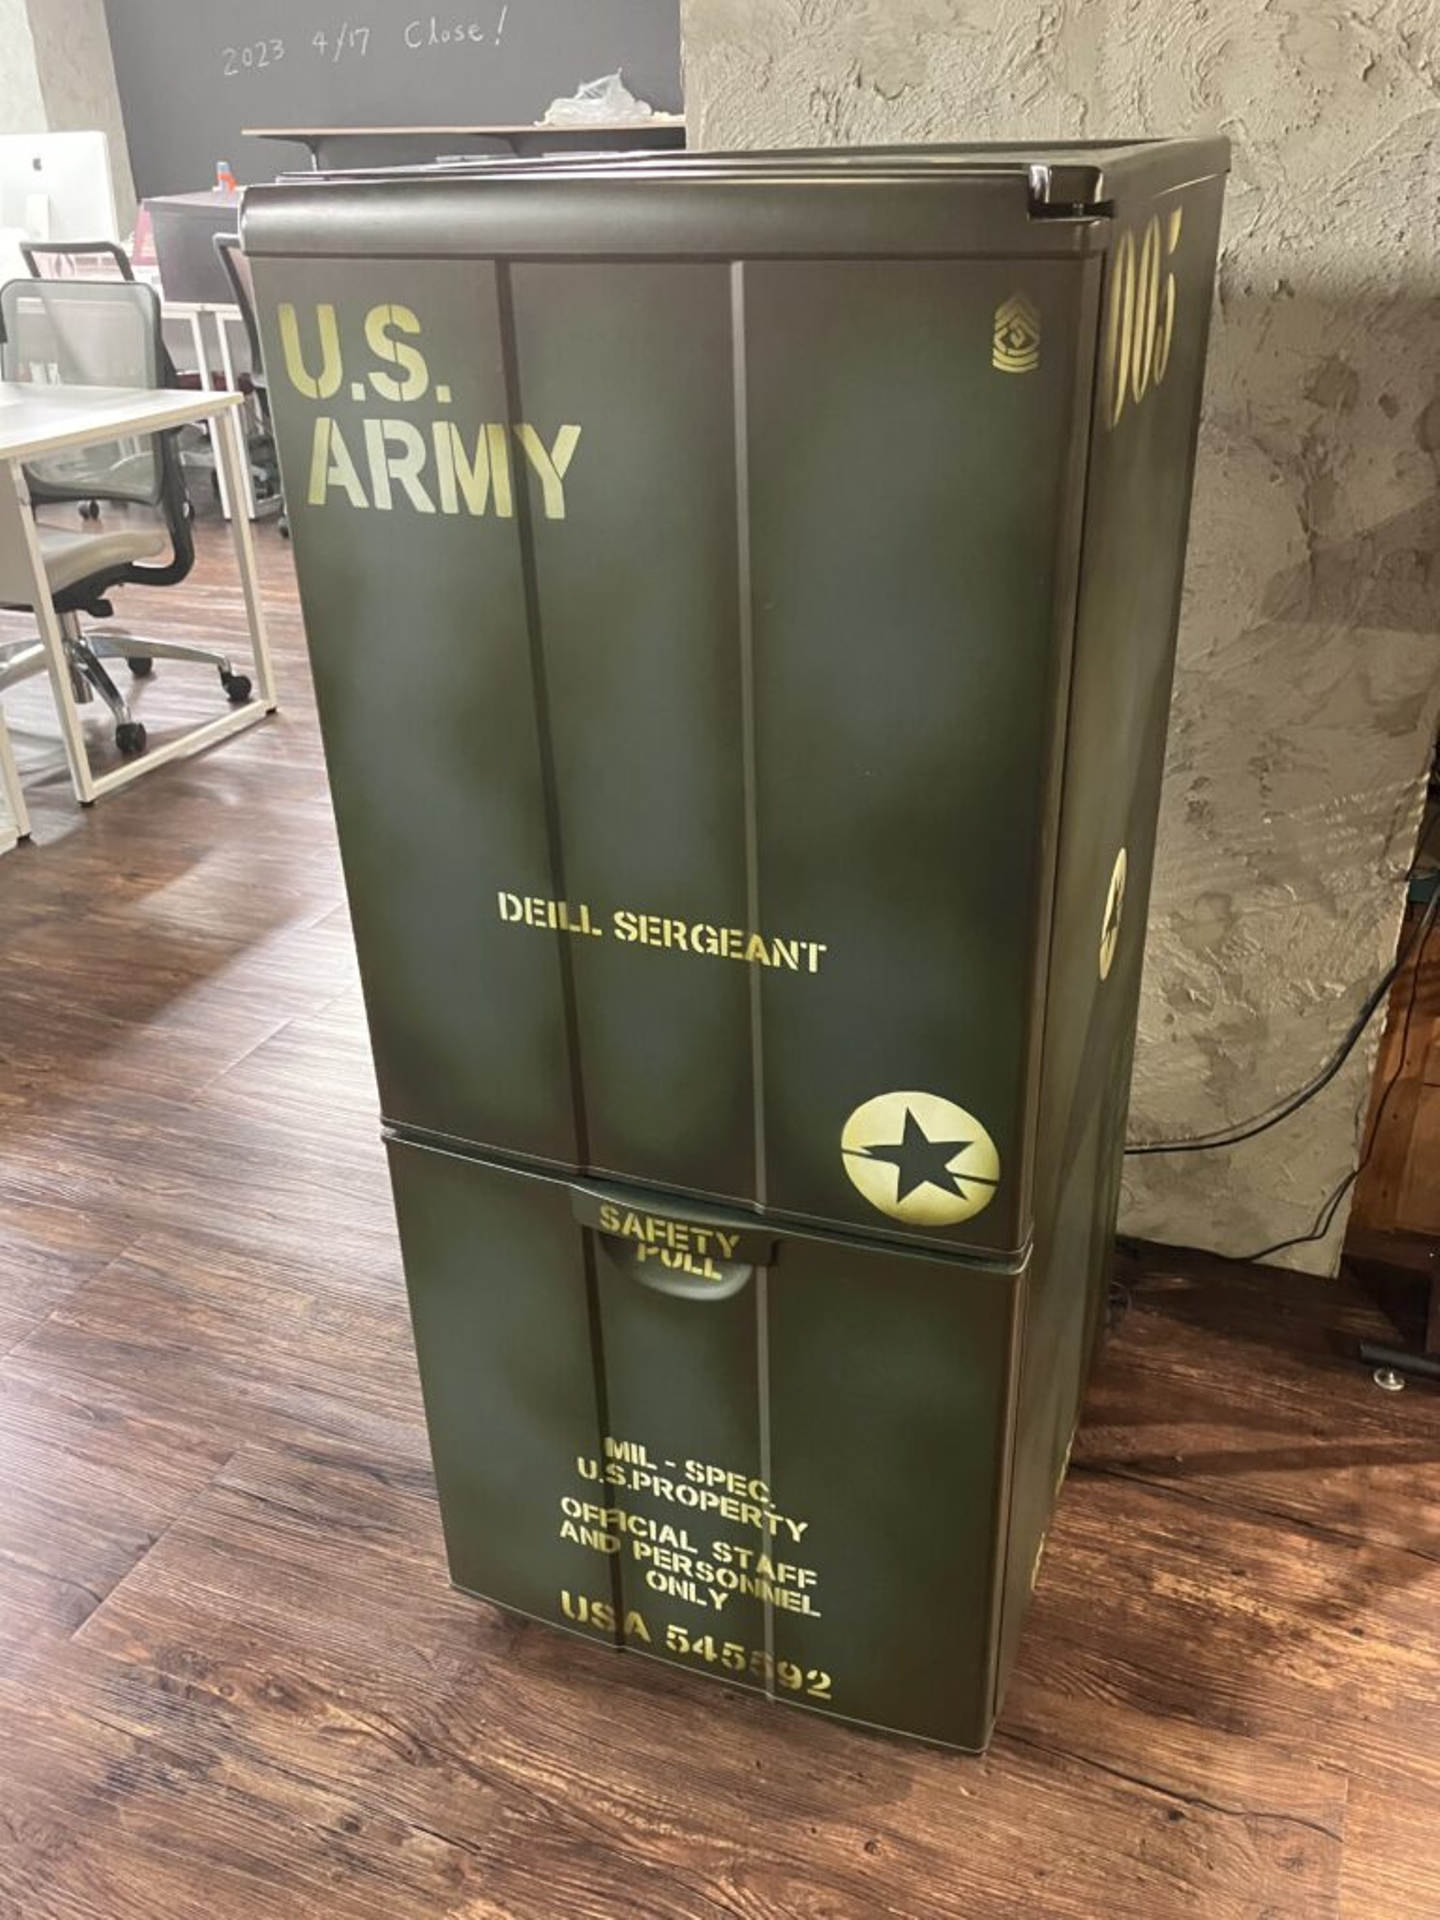 2023 4/17 Close!
U.S.
ARMY
005
DEILL SERGEANT
SAFETY
PULL
MIL - SPEC.
U.S.PROPERTY
OFFICIAL STAFF
AND PERSONNEL
ONLY
USA 545592